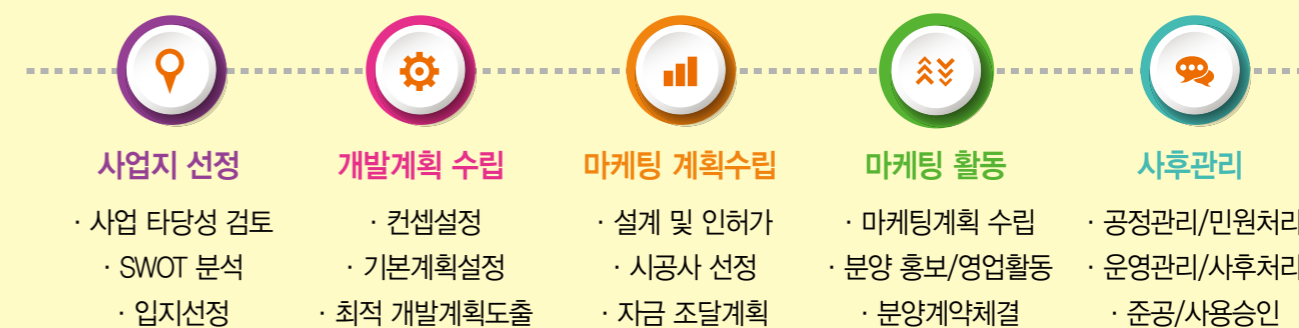 사업지 선정
· 사업 타당성 검토
· SWOT 분석
· 입지선정
개발계획 수립
· 컨셉설정
· 기본계획설정
· 최적 개발계획도출
마케팅 계획수립
· 설계 및 인허가
· 시공사 선정
· 자금 조달계획
마케팅 활동
· 마케팅계획 수립
· 분양 홍보/영업활동
· 분양계약체결
사후관리
· 공정관리/민원처리
· 운영관리/사후처리
· 준공/사용승인